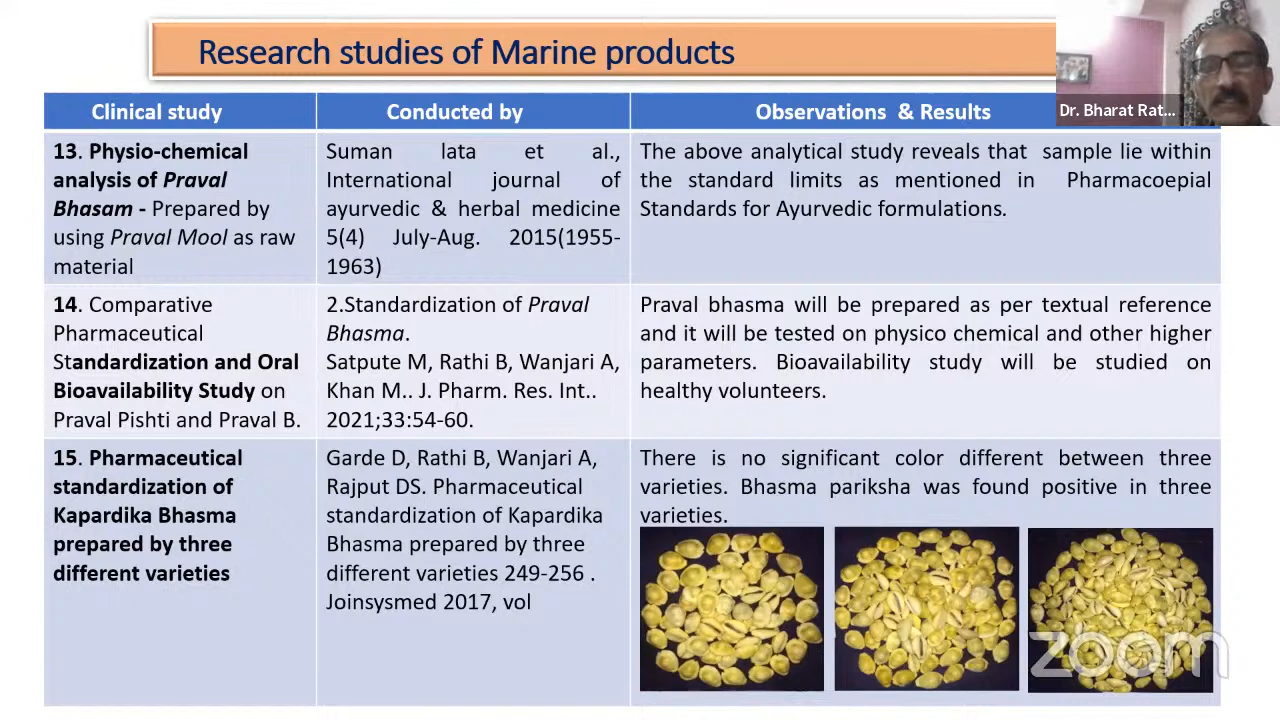 Research studies of Marine products
Dr. Bharat Rat...
Clinical study
Conducted by
Observations & Results
13. Physio-chemical
analysis of Praval
Bhasam - Prepared by
using Praval Mool as raw
material
Suman lata et al.,
International journal of
ayurvedic & herbal medicine
5(4) July-Aug. 2015(1955-
1963)
The above analytical study reveals that sample lie within
the standard limits as mentioned in Pharmacoepial
Standards for Ayurvedic formulations.
14. Comparative
Pharmaceutical
Standardization and Oral
Bioavailability Study on
Praval Pishti and Praval B.
2.Standardization of Praval
Bhasma.
Satpute M, Rathi B, Wanjari A,
Khan M.. J. Pharm. Res. Int..
2021;33:54-60.
Praval bhasma will be prepared as per textual reference
and it will be tested on physico chemical and other higher
parameters. Bioavailability study will be studied on
healthy volunteers.
15. Pharmaceutical
standardization of
Kapardika Bhasma
prepared by three
different varieties
Garde D, Rathi B, Wanjari A,
Rajput DS. Pharmaceutical
standardization of Kapardika
Bhasma prepared by three
different varieties 249-256 .
Joinsysmed 2017, vol
There is no significant color different between three
varieties. Bhasma pariksha was found positive in three
varieties.
zoom